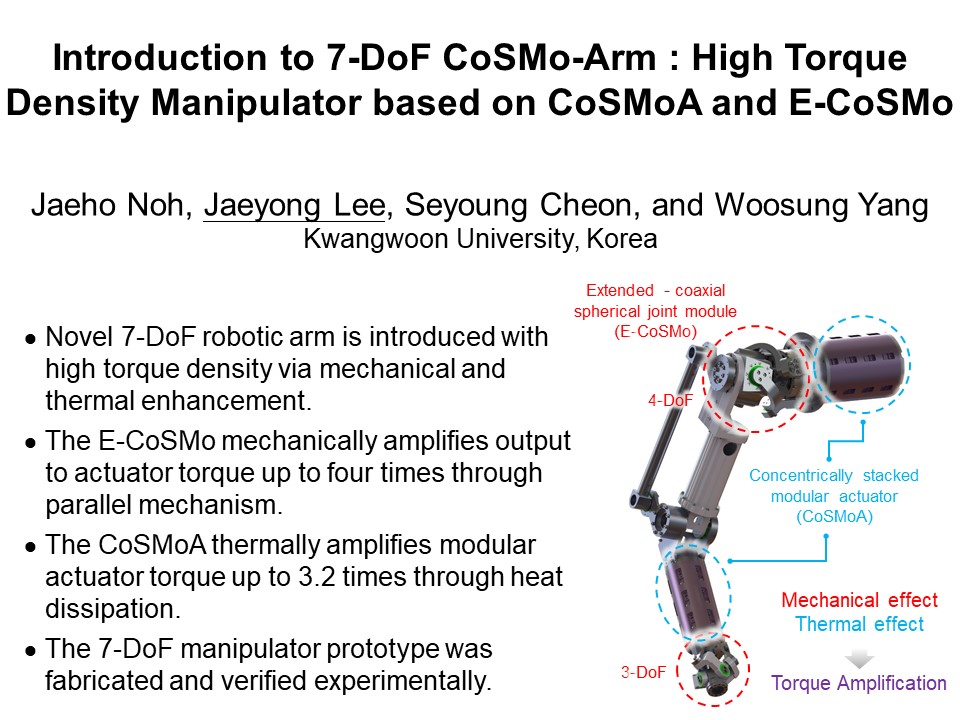 Introduction to 7-DoF CoSMo-Arm : High Torque
Density Manipulator based on CoSMoA and E-CoSMo
Jaeho Noh, Jaeyong Lee, Seyoung Cheon, and Woosung Yang
Kwangwoon University, Korea
● Novel 7-DoF robotic arm is introduced with
high torque density via mechanical and
thermal enhancement.
● The E-CoSMo mechanically amplifies output
to actuator torque up to four times through
parallel mechanism.
● The CoSMoA thermally amplifies modular
actuator torque up to 3.2 times through heat
dissipation.
● The 7-DoF manipulator prototype was
fabricated and verified experimentally.
Extended - coaxial
spherical joint module
(E-CoSMo)
4-DoF
Concentrically stacked
modular actuator
(CoSMoA)
Mechanical effect
Thermal effect
3-DoF
Torque Amplification